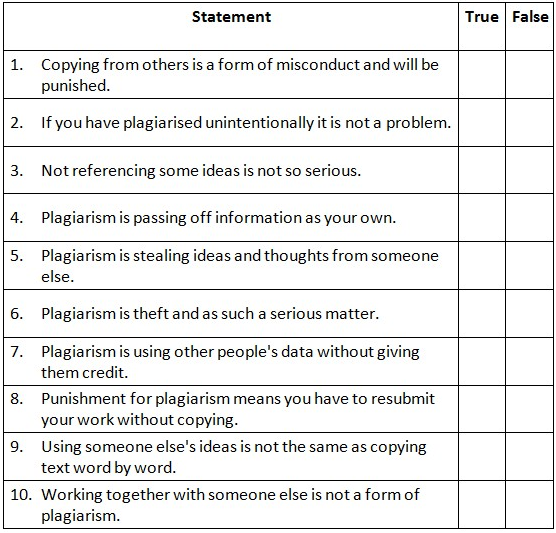 Statement True False
1. Copying from others is a form of misconduct and will be
punished.
2. If you have plagiarised unintentionally it is not a problem.
3. Not referencing some ideas is not so serious.
4. Plagiarism is passing off information as your own.
5. Plagiarism is stealing ideas and thoughts from someone
else.
6. Plagiarism is theft and as such a serious matter.
7. Plagiarism is using other people's data without giving
them credit.
8. Punishment for plagiarism means you have to resubmit
your work without copying.
9. Using someone else's ideas is not the same as copying
text word by word.
10. Working together with someone else is not a form of
plagiarism.